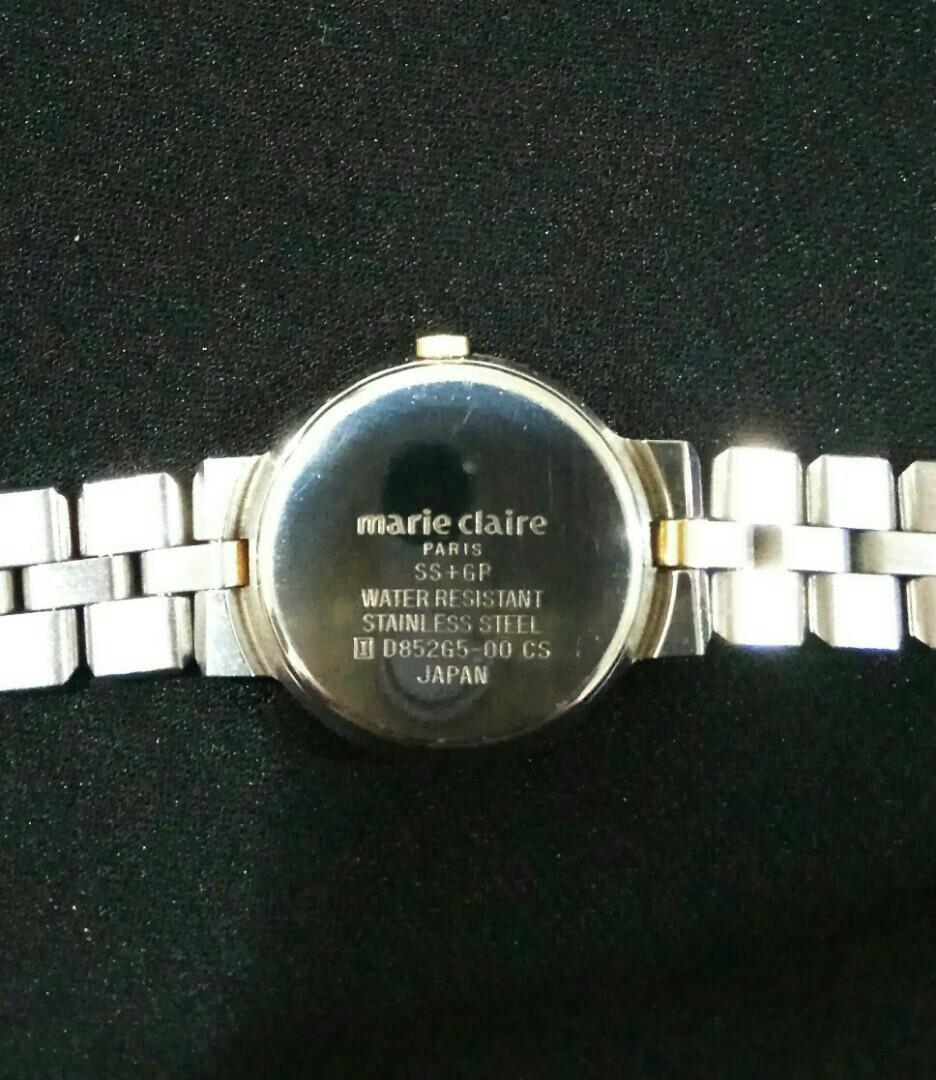 marie claire
PARIS
SS+GP
WATER RESISTANT
STAINLESS STEEL
D852G5-00 CS
JAPAN